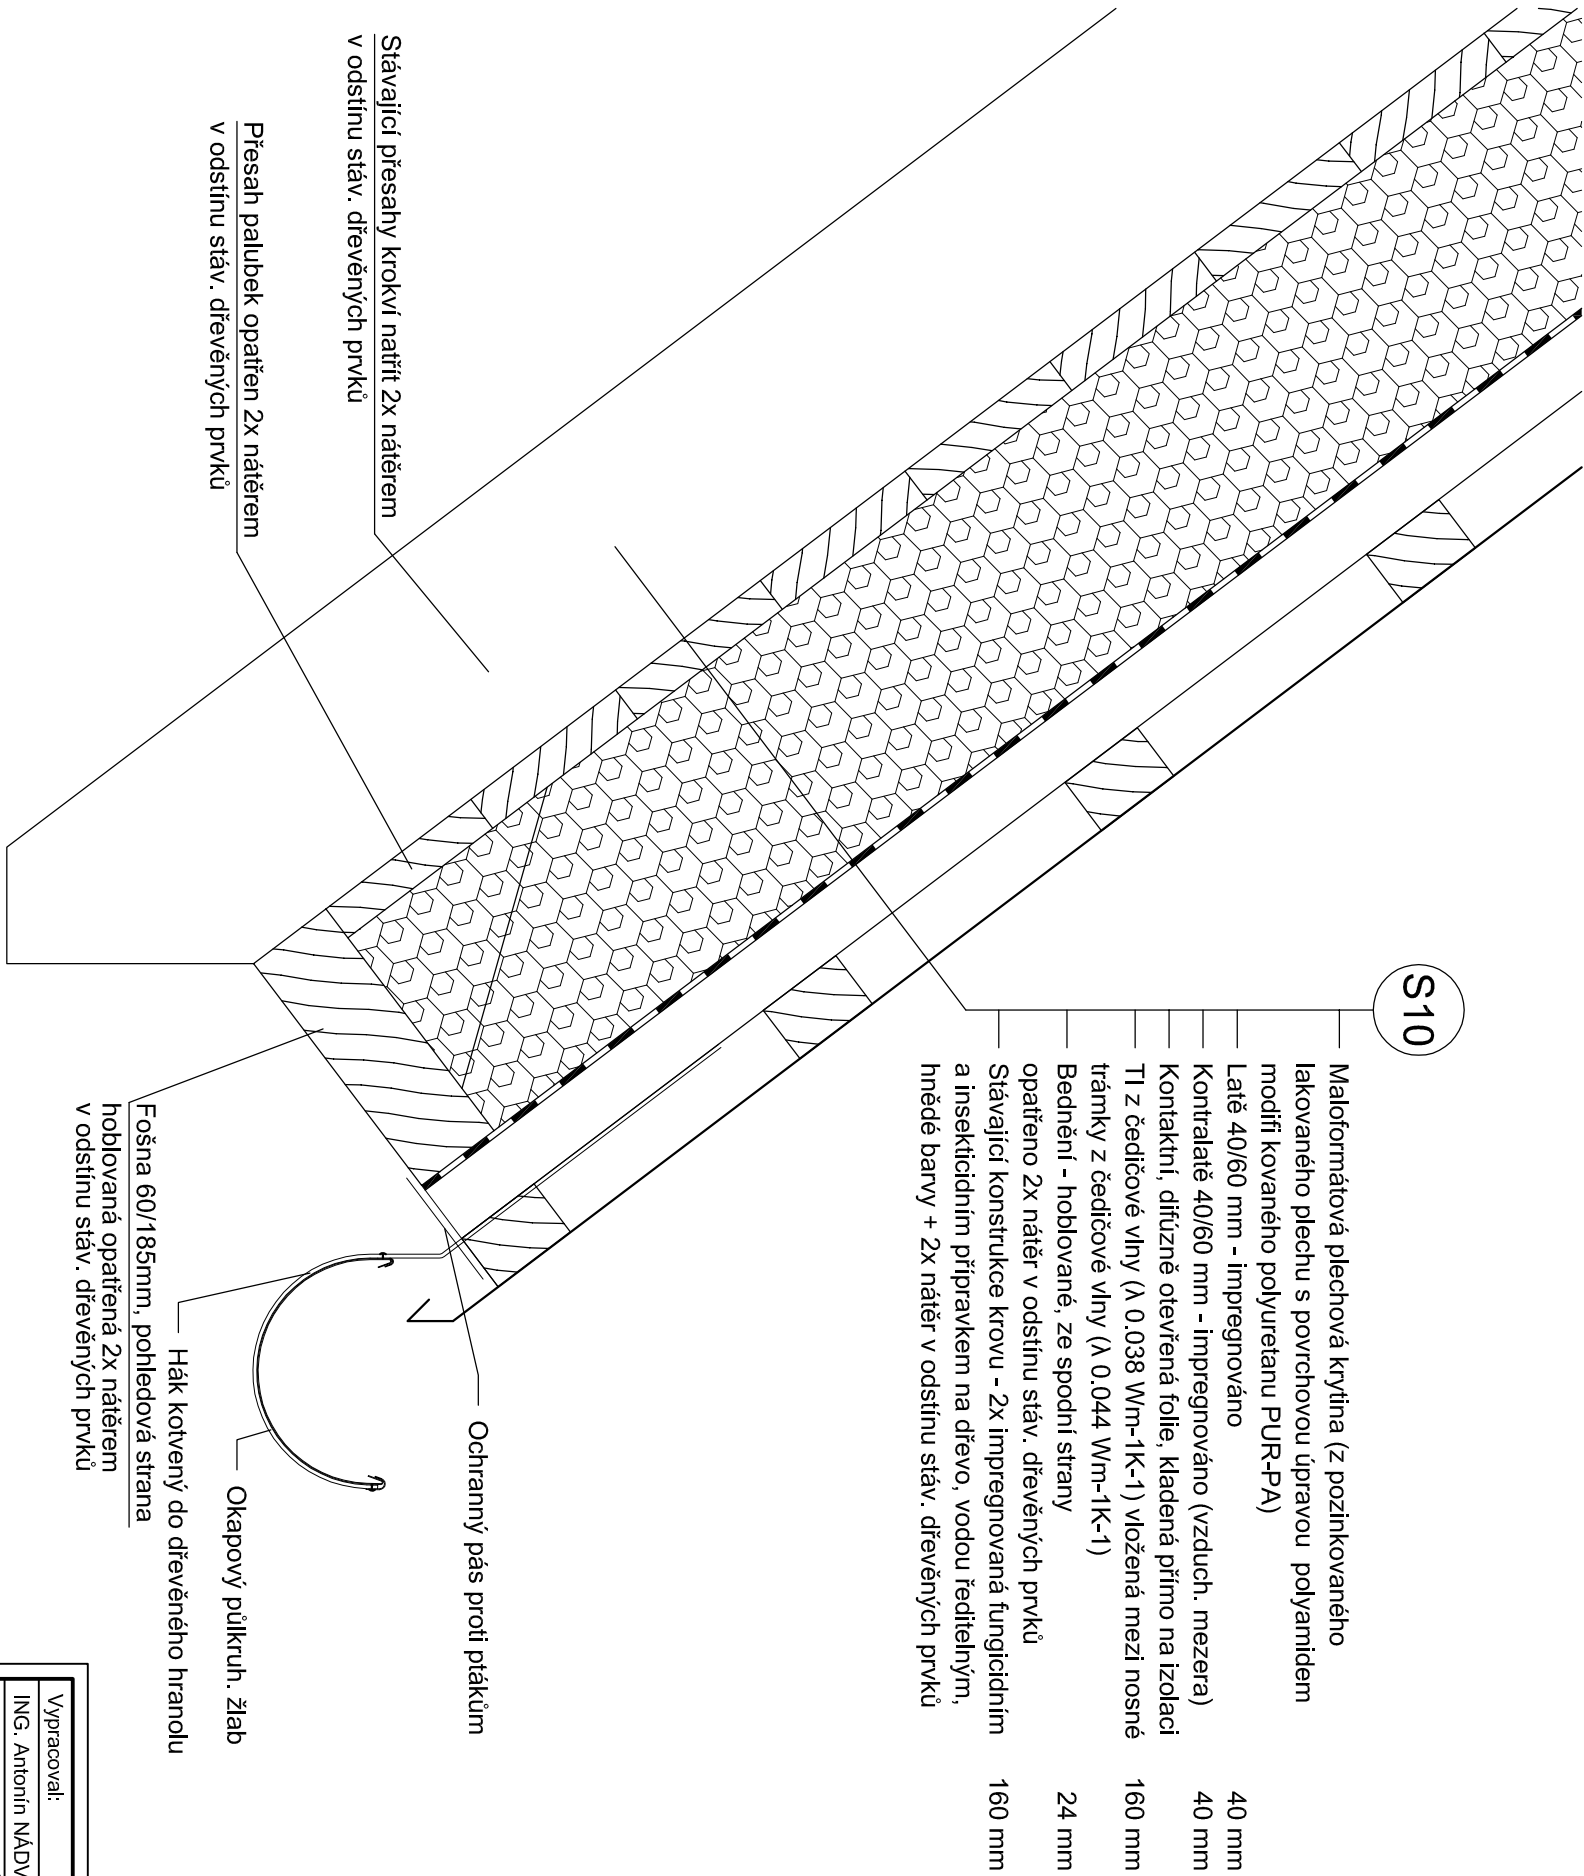 S10
Maloformátová plechová krytina (z pozinkovaného
lakovaného plechu s povrchovou úpravou polyamidem
modifi kovaného polyuretanu PUR-PA)
Latě 40/60 mm - impregnováno 40 mm
Kontralatě 40/60 mm - impregnováno (vzduch. mezera) 40 mm
Kontaktní, difúzně otevřená folie, kladená přímo na izolaci
TI z čedičové vlny (λ 0.038 Wm-1K-1) vložená mezi nosné 160 mm
trámky z čedičové vlny (λ 0.044 Wm-1K-1)
Bednění - hoblované, ze spodní strany 24 mm
opatřeno 2x nátěr v odstínu stáv. dřevěných prvků
Stávající konstrukce krovu - 2x impregnovaná fungicidním 160 mm
a insekticidním přípravkem na dřevo, vodou ředitelným,
hnědé barvy + 2x nátěr v odstínu stáv. dřevěných prvků
Stávající přesahy krokví natřít 2x nátěrem
v odstínu stáv. dřevěných prvků
Přesah palubek opatřen 2x nátěrem
v odstínu stáv. dřevěných prvků
Ochranný pás proti ptákům
Okapový půlkruh. žlab
Hák kotvený do dřevěného hranolu
Fošna 60/185mm, pohledová strana
hoblovaná opatřená 2x nátěrem
v odstínu stáv. dřevěných prvků
Vypracoval:
ING. Antonín NÁDV